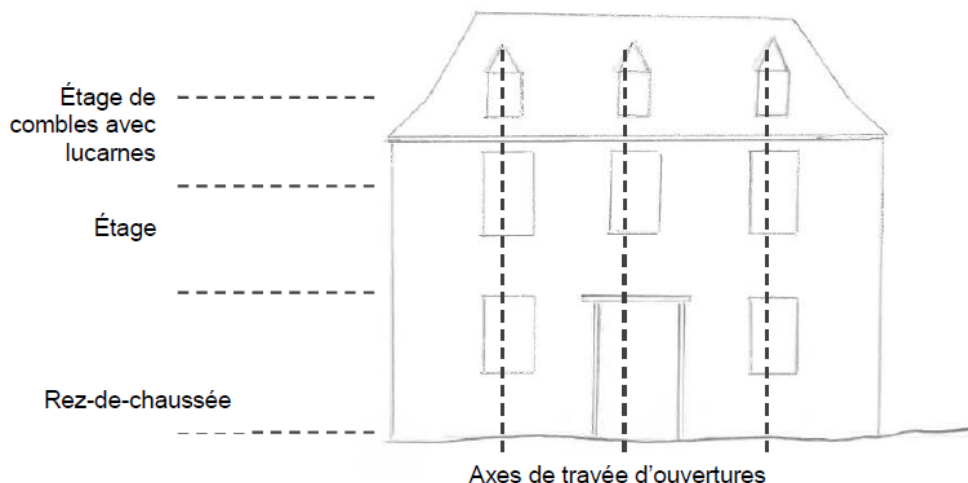 Étage de
combles avec
lucarnes
Étage
Rez-de-chaussée
Axes de travée d'ouvertures